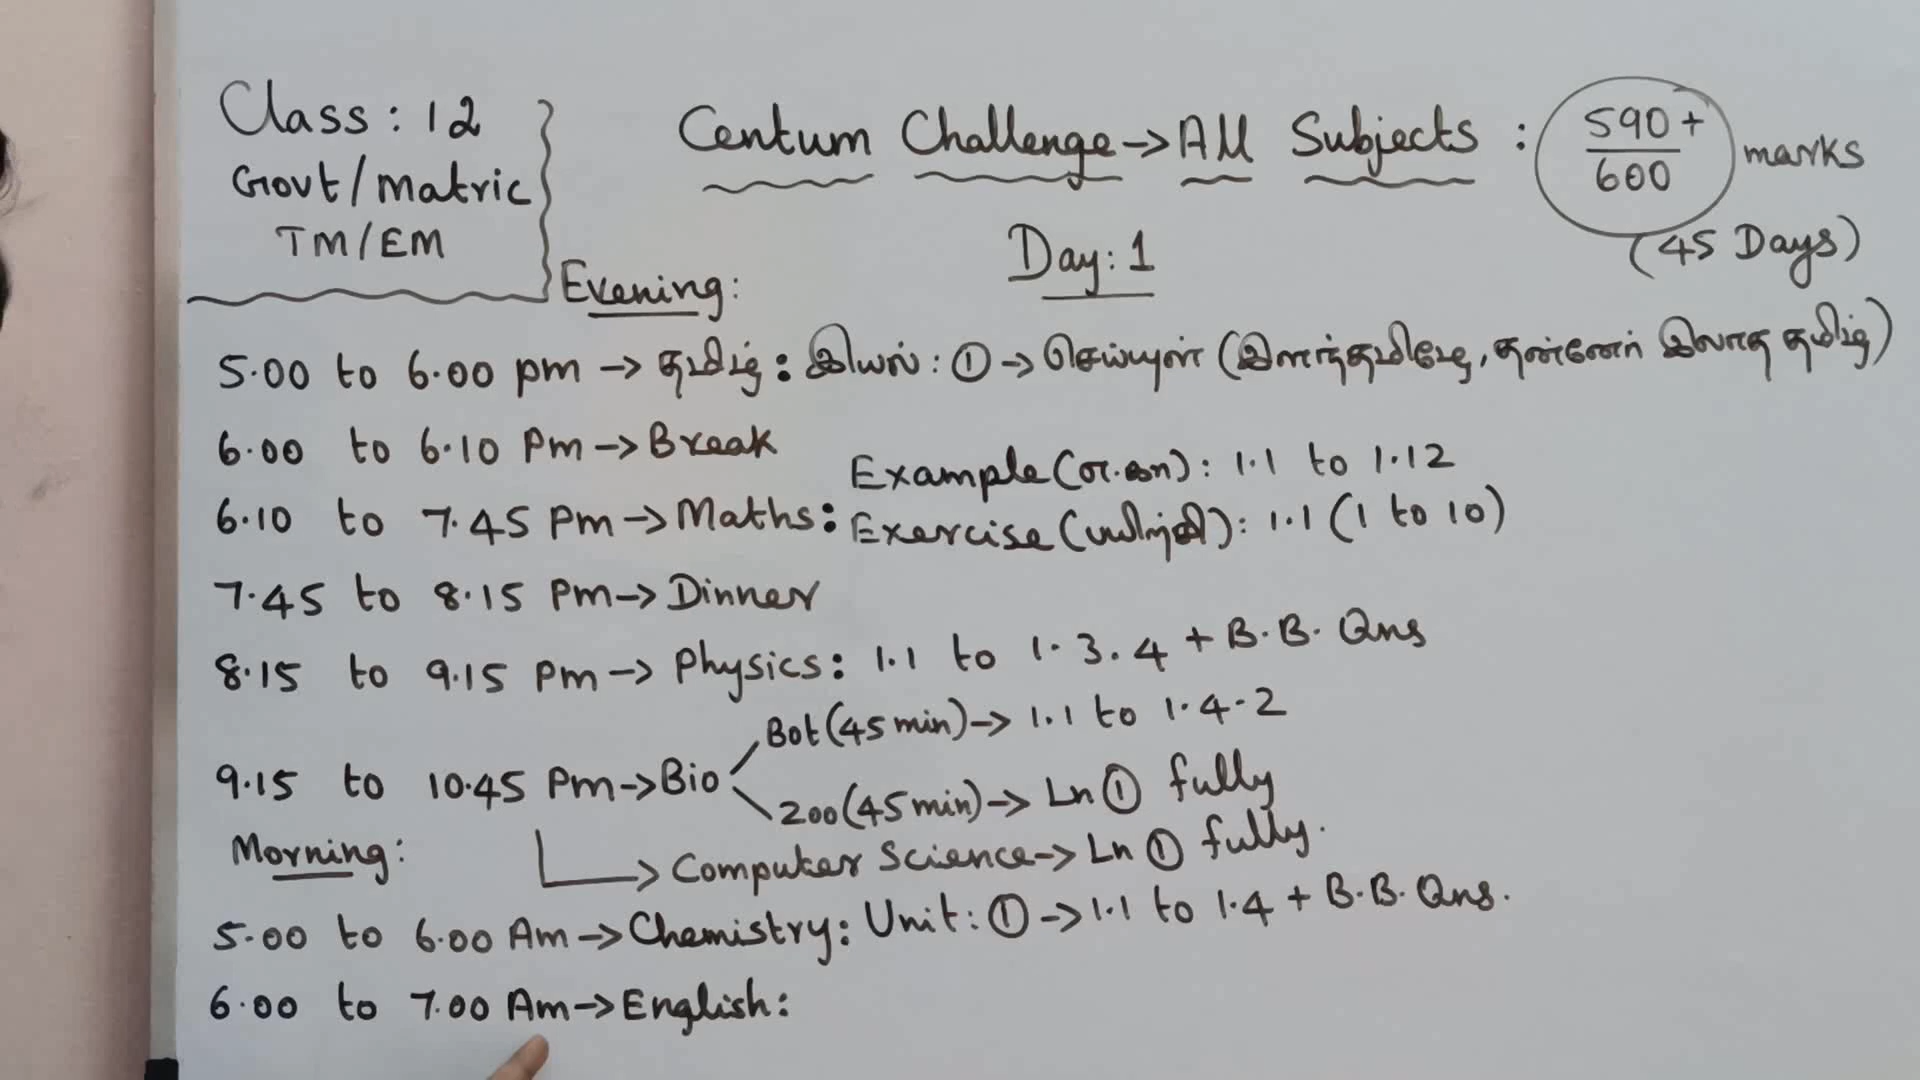 Class: 12
Govt/matric
TM/EM
Centum Challenge→All Subjects : 590+/600 marks
(45 Days)
Day: 1
Evening:
5.00 to 6.00 pm → தமிழ் : இயல் : ① → செய்யுள் (இளந்தமிழே, தன்னேர் இலாத தமிழ்)
6.00 to 6.10 Pm → Break
6.10 to 7.45 Pm → Maths: Example (எ.கா) : 1.1 to 1.12
Exercise (பயிற்சி) : 1.1 (1 to 10)
7.45 to 8.15 Pm → Dinner
8.15 to 9.15 Pm → Physics: 1.1 to 1.3.4 + B.B. Qns
9.15 to 10.45 Pm → Bio
Bot (45 min) → 1.1 to 1.4.2
Zoo (45 min) → Ln ① fully
→ Computer Science → Ln ① fully.
Morning:
5.00 to 6.00 Am → Chemistry: Unit: ① → 1.1 to 1.4 + B.B. Qns.
6.00 to 7.00 Am → English: